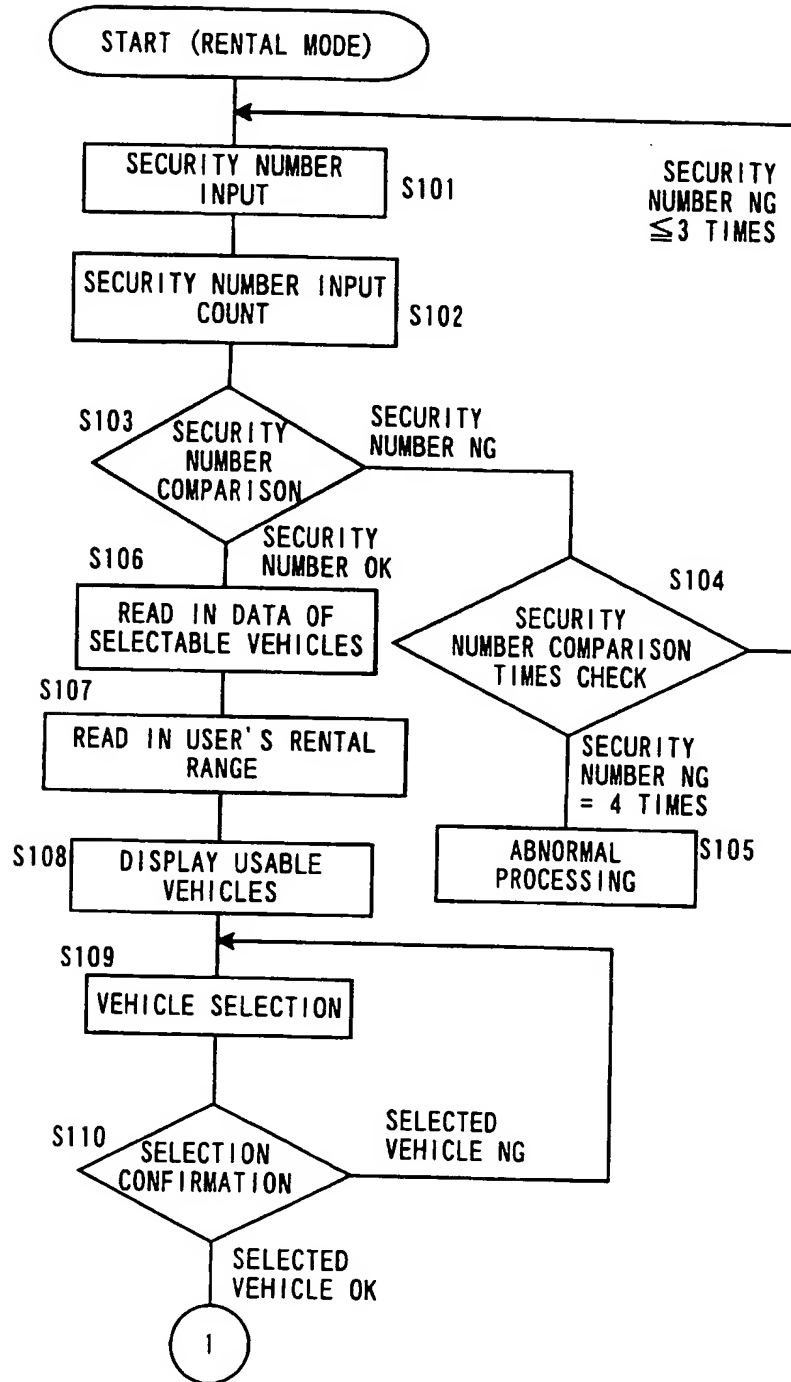 START (RENTAL MODE)
SECURITY NUMBER
INPUT
S101
SECURITY
NUMBER NG
≦3 TIMES
SECURITY NUMBER INPUT
COUNT
S102
S103
SECURITY
NUMBER
COMPARISON
SECURITY
NUMBER NG
SECURITY
NUMBER OK
S104
SECURITY
NUMBER COMPARISON
TIMES CHECK
SECURITY
NUMBER NG
= 4 TIMES
S105
ABNORMAL
PROCESSING
S106
READ IN DATA OF
SELECTABLE VEHICLES
S107
READ IN USER'S RENTAL
RANGE
S108
DISPLAY USABLE
VEHICLES
S109
VEHICLE SELECTION
S110
SELECTION
CONFIRMATION
SELECTED
VEHICLE NG
SELECTED
VEHICLE OK
1